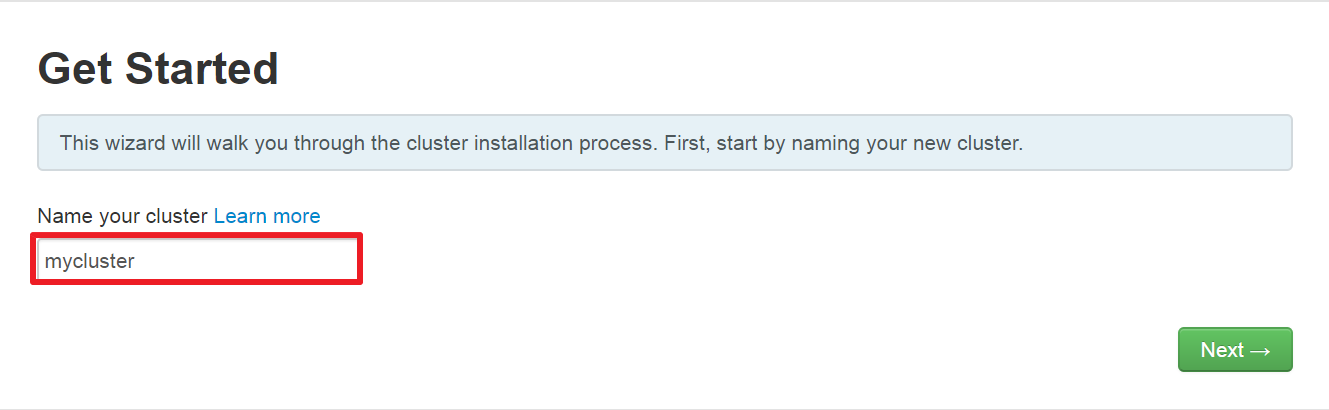 Get Started
This wizard will walk you through the cluster installation process. First, start by naming your new cluster.
Name your cluster Learn more
mycluster
Next →